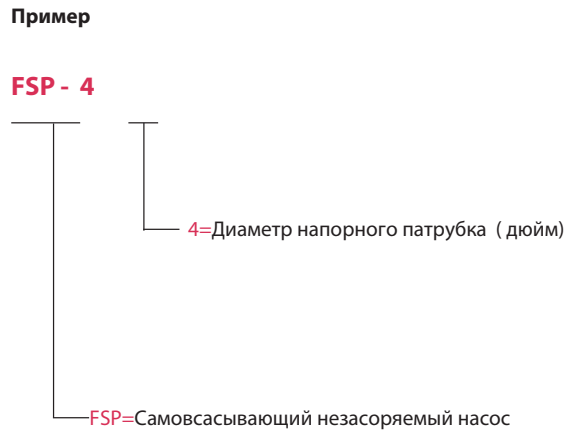 Пример
FSP - 4
4=Диаметр напорного патрубка ( дюйм)
FSP=Самовсасывающий незасоряемый насос